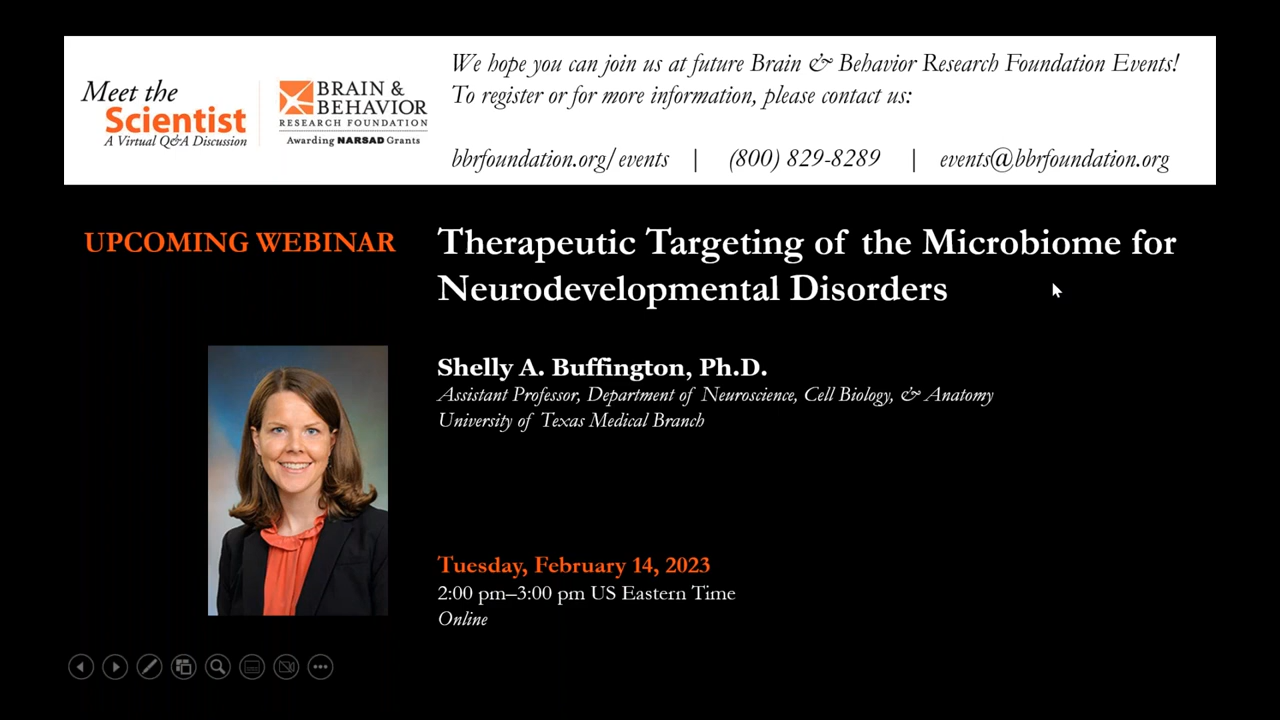 Meet the
Scientist
A Virtual Q&A Discussion
BRAIN &
BEHAVIOR
RESEARCH FOUNDATION
Awarding NARSAD Grants
We hope you can join us at future Brain & Behavior Research Foundation Events!
To register or for more information, please contact us:
bbrfoundation.org/events | (800) 829-8289 | events@bbrfoundation.org
UPCOMING WEBINAR
Therapeutic Targeting of the Microbiome for
Neurodevelopmental Disorders
Shelly A. Buffington, Ph.D.
Assistant Professor, Department of Neuroscience, Cell Biology, & Anatomy
University of Texas Medical Branch
Tuesday, February 14, 2023
2:00 pm–3:00 pm US Eastern Time
Online